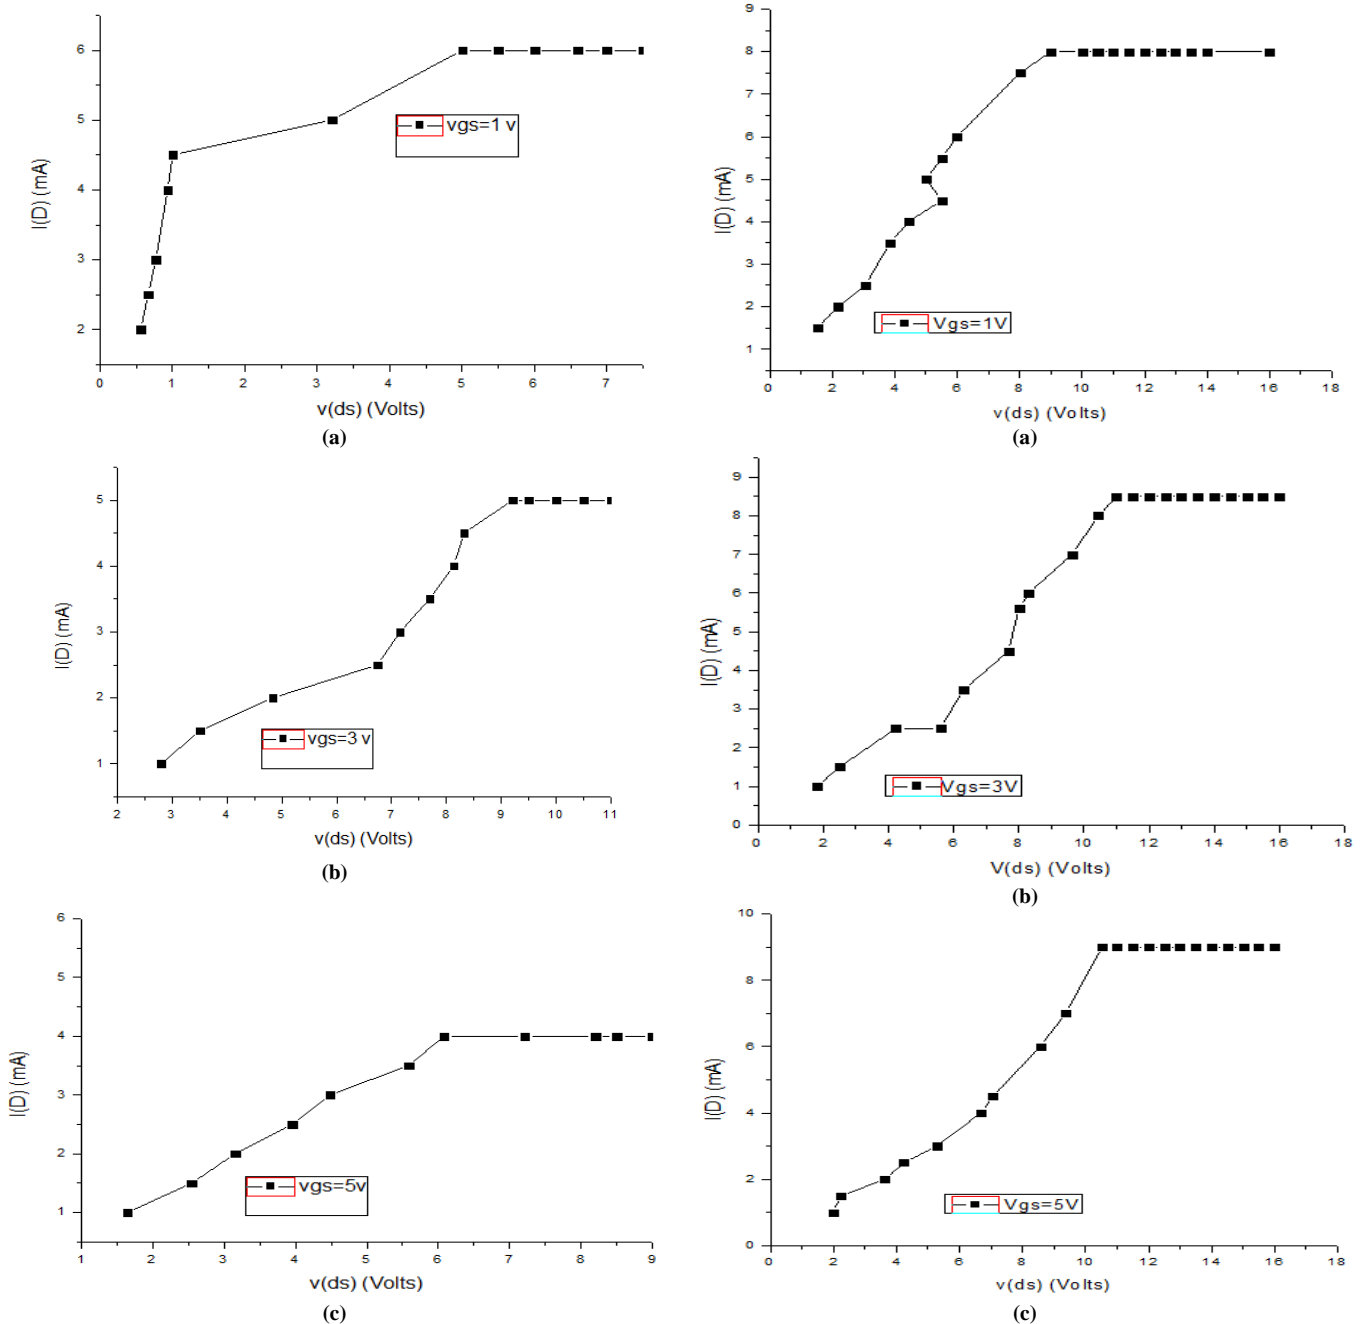 6
5
4
3
2
0 1 2 3 4 5 6 7
I(D) (mA)
vgs=1 v
v(ds) (Volts)
(a)
9
8
7
6
5
4
3
2
1
0 2 4 6 8 10 12 14 16 18
I(D) (mA)
Vgs=1V
v(ds) (Volts)
(a)
5
4
3
2
1
2 3 4 5 6 7 8 9 10 11
I(D) (mA)
vgs=3 v
v(ds) (Volts)
(b)
9
8
7
6
5
4
3
2
1
0
0 2 4 6 8 10 12 14 16 18
I(D) (mA)
Vgs=3V
V(ds) (Volts)
(b)
6
5
4
3
2
1
1 2 3 4 5 6 7 8 9
I(D) (mA)
vgs=5v
v(ds) (Volts)
(c)
10
8
6
4
2
0
0 2 4 6 8 10 12 14 16 18
I(D) (mA)
Vgs=5V
v(ds) (Volts)
(c)